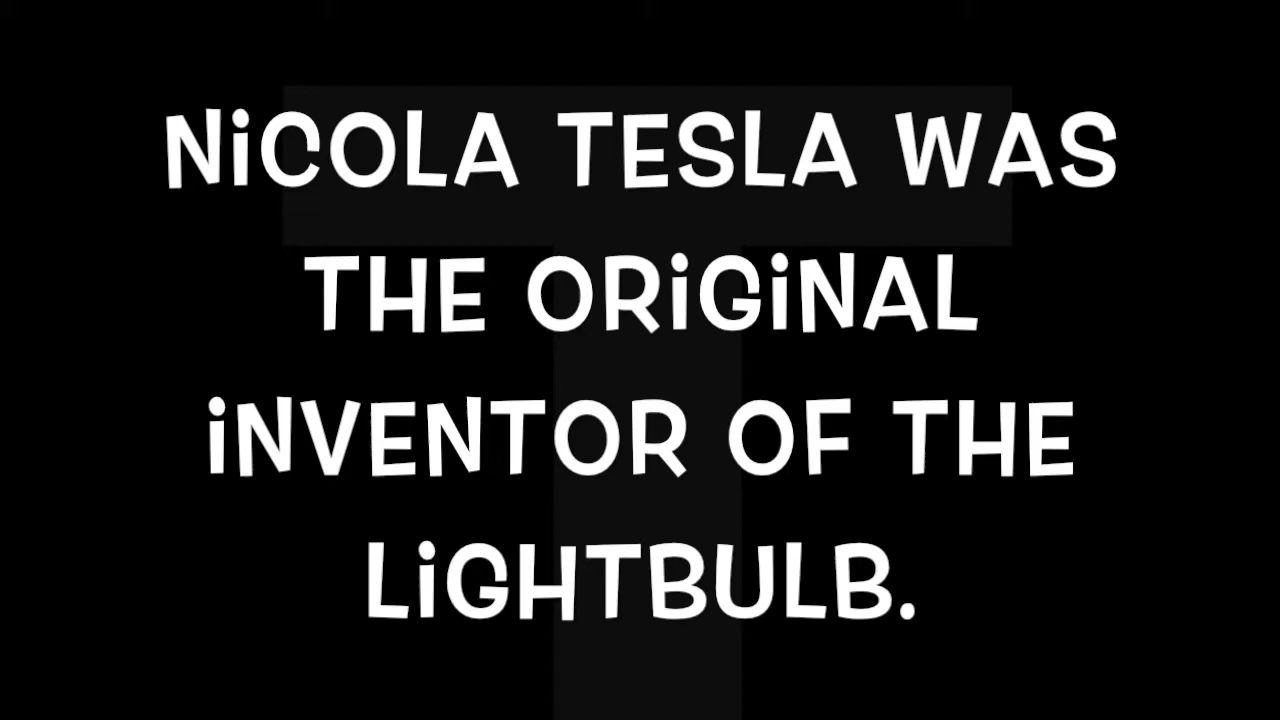 NiCOLA TESLA WAS
THE ORiGiNAL
iNVENTOR OF THE
LiGHTBULB.